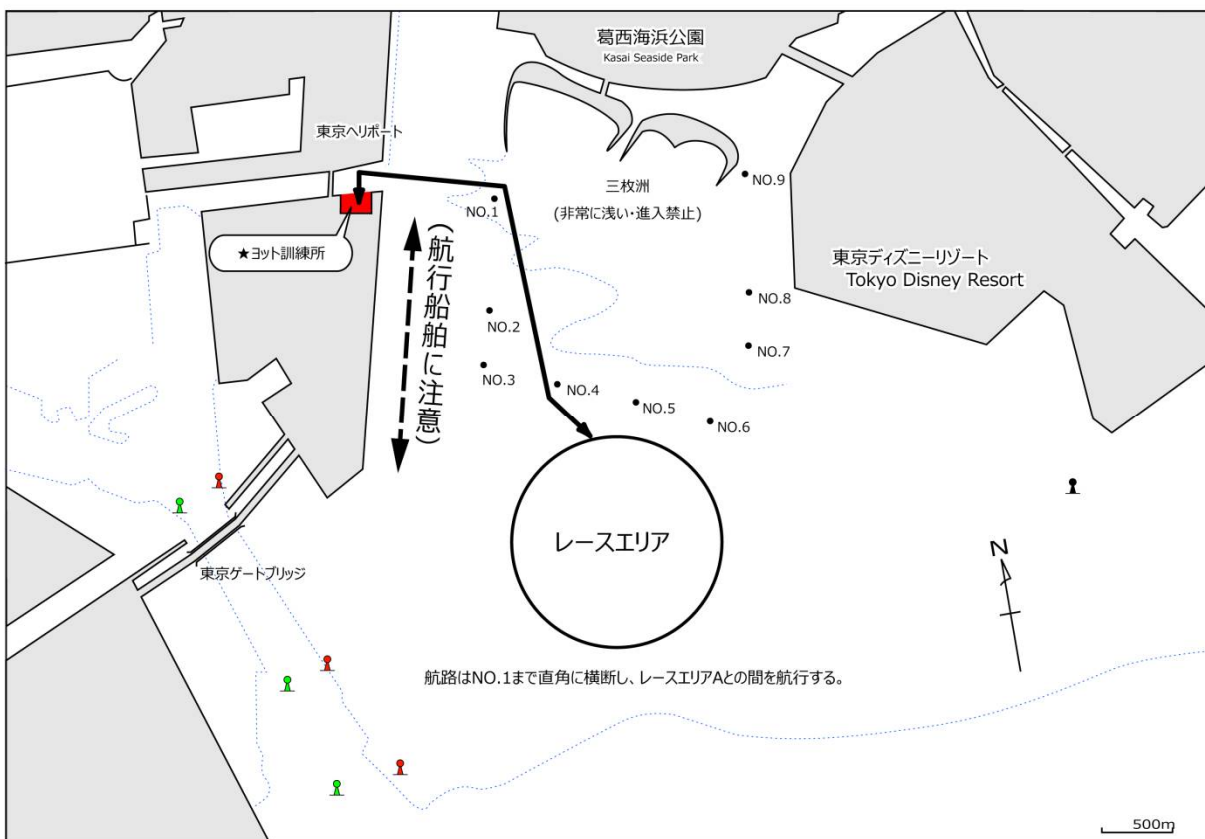 葛西海浜公園
Kasai Seaside Park
東京ヘリポート
三枚洲
(非常に浅い・進入禁止)
NO.9
NO.1
★ヨット訓練所
(航行船舶に注意)
東京ディズニーリゾート
Tokyo Disney Resort
NO.8
NO.2
NO.7
NO.3
NO.4
NO.5
NO.6
レースエリア
N
東京ゲートブリッジ
航路はNO.1まで直角に横断し、レースエリアAとの間を航行する。
500m